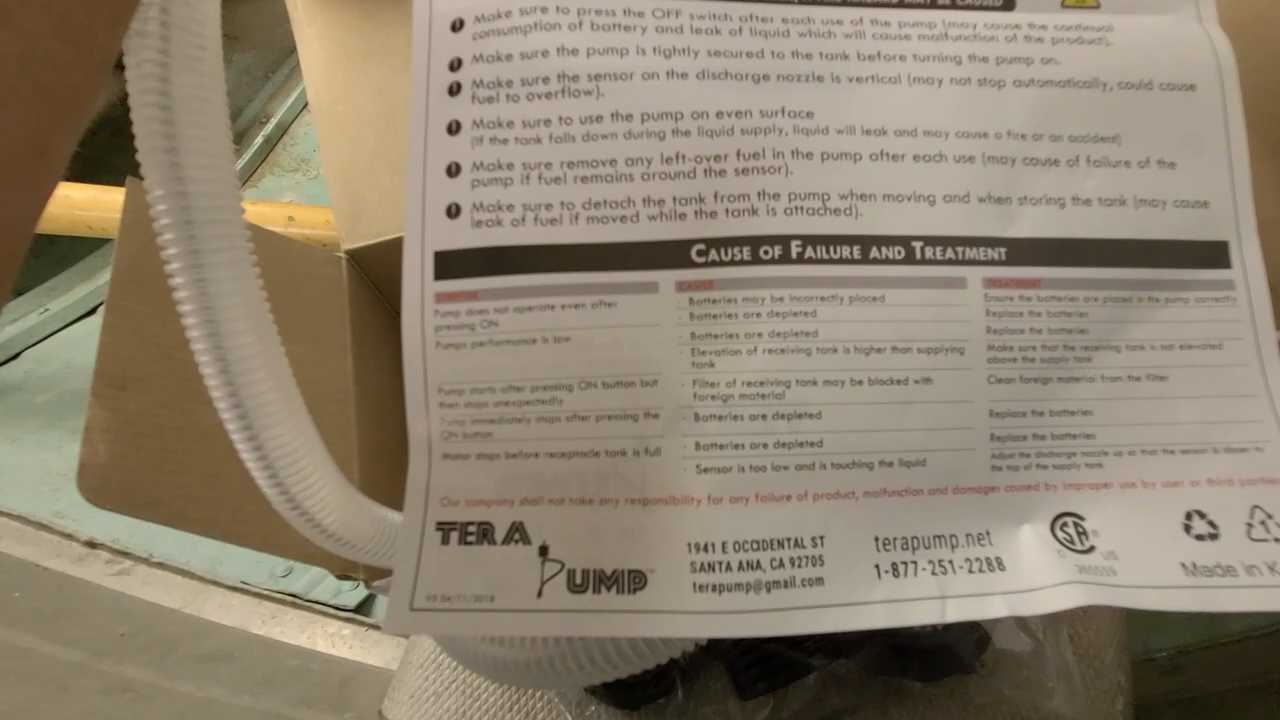 MAY BE CAUSED
Make sure to press the OFF switch after each use of the pump (may cause the continual
consumption of battery and leak of liquid which will cause malfunction of the product).
Make sure the pump is tightly secured to the tank before turning the pump on.
Make sure the sensor on the discharge nozzle is vertical (may not stop automatically, could cause
fuel to overflow).
Make sure to use the pump on even surface
(If the tank falls down during the liquid supply, liquid will leak and may cause a fire or an accident)
Make sure remove any left-over fuel in the pump after each use (may cause of failure of the
pump if fuel remains around the sensor).
Make sure to detach the tank from the pump when moving and when storing the tank (may cause
leak of fuel if moved while the tank is attached).
CAUSE OF FAILURE AND TREATMENT
CAUSE TREATMENT
Pump does not operate even after
pressing ON
- Batteries may be incorrectly placed
Ensure the batteries are placed in the pump correctly
- Batteries are depleted
Replace the batteries
Pumps performance is low
- Batteries are depleted
Replace the batteries
- Elevation of receiving tank is higher than supplying
tank
Make sure that the receiving tank is not elevated
above the supply tank
Pump starts after pressing ON button but
then stops unexpectedly
- Filter of receiving tank may be blocked with
foreign material
Clean foreign material from the filter
Pump immediately stops after pressing the
ON button
- Batteries are depleted
Replace the batteries
Motor stops before receptacle tank is full
- Batteries are depleted
Replace the batteries
- Sensor is too low and is touching the liquid
Adjust the discharge nozzle up so that the sensor is closer to
the top of the supply tank
Our company shall not take any responsibility for any failure of product, malfunction and damages caused by improper use by user or third parties
TERA
PUMP™
1941 E OCCIDENTAL ST
SANTA ANA, CA 92705
terapump@gmail.com
terapump.net
1-877-251-2288
SA®
C US
Made in K